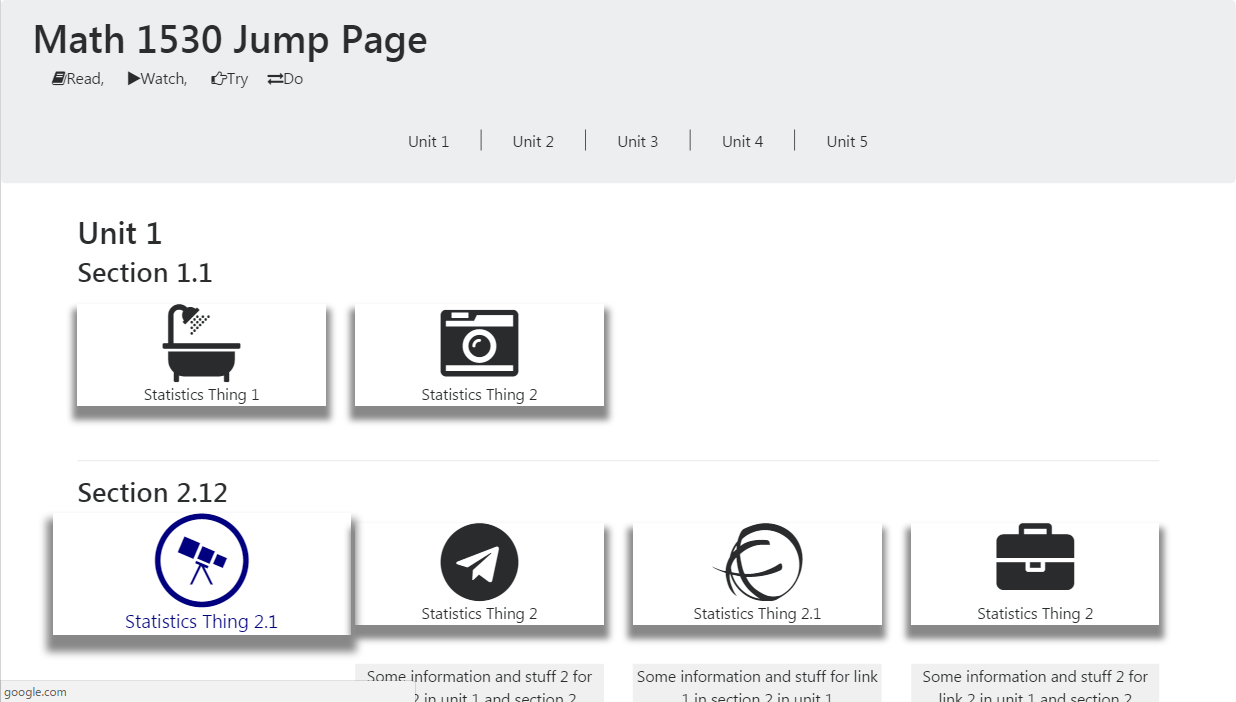 Math 1530 Jump Page
Read, Watch, Try Do
Unit 1 Unit 2 Unit 3 Unit 4 Unit 5
Unit 1
Section 1.1
Statistics Thing 1 Statistics Thing 2
Section 2.12
Statistics Thing 2.1 Statistics Thing 2 Statistics Thing 2.1 Statistics Thing 2
Some information and stuff 2 for Some information and stuff for link Some information and stuff 2 for
2 in unit 1 and section 2 1 in section 2 in unit 1 link 2 in unit 1 and section 2
google.com